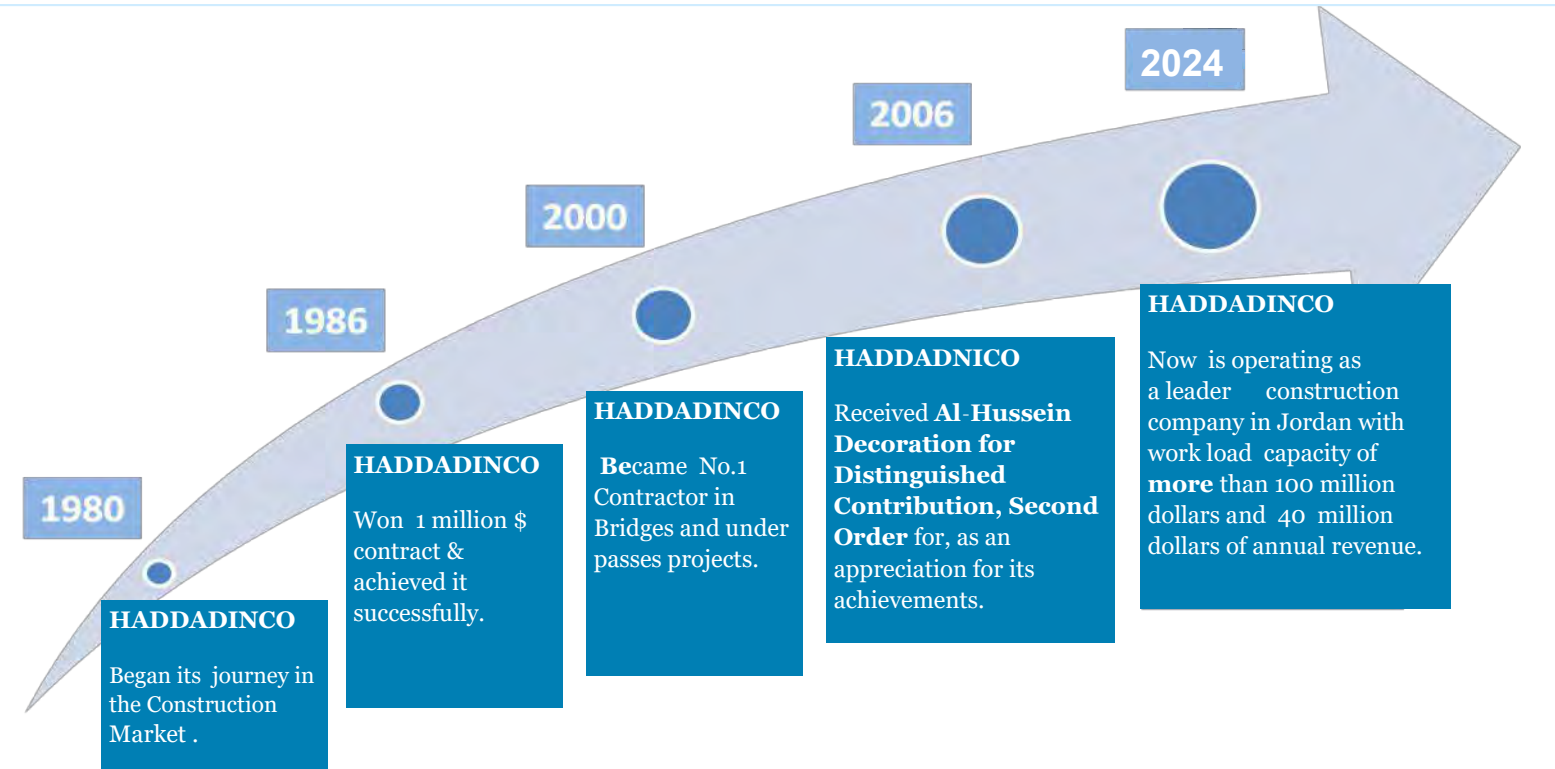 1980
HADDADINCO
Began its journey in
the Construction
Market .
1986
HADDADINCO
Won 1 million $
contract &
achieved it
successfully.
2000
HADDADINCO
Became No.1
Contractor in
Bridges and under
passes projects.
2006
HADDADNICO
Received Al-Hussein
Decoration for
Distinguished
Contribution, Second
Order for, as an
appreciation for its
achievements.
2024
HADDADINCO
Now is operating as
a leader construction
company in Jordan with
work load capacity of
more than 100 million
dollars and 40 million
dollars of annual revenue.